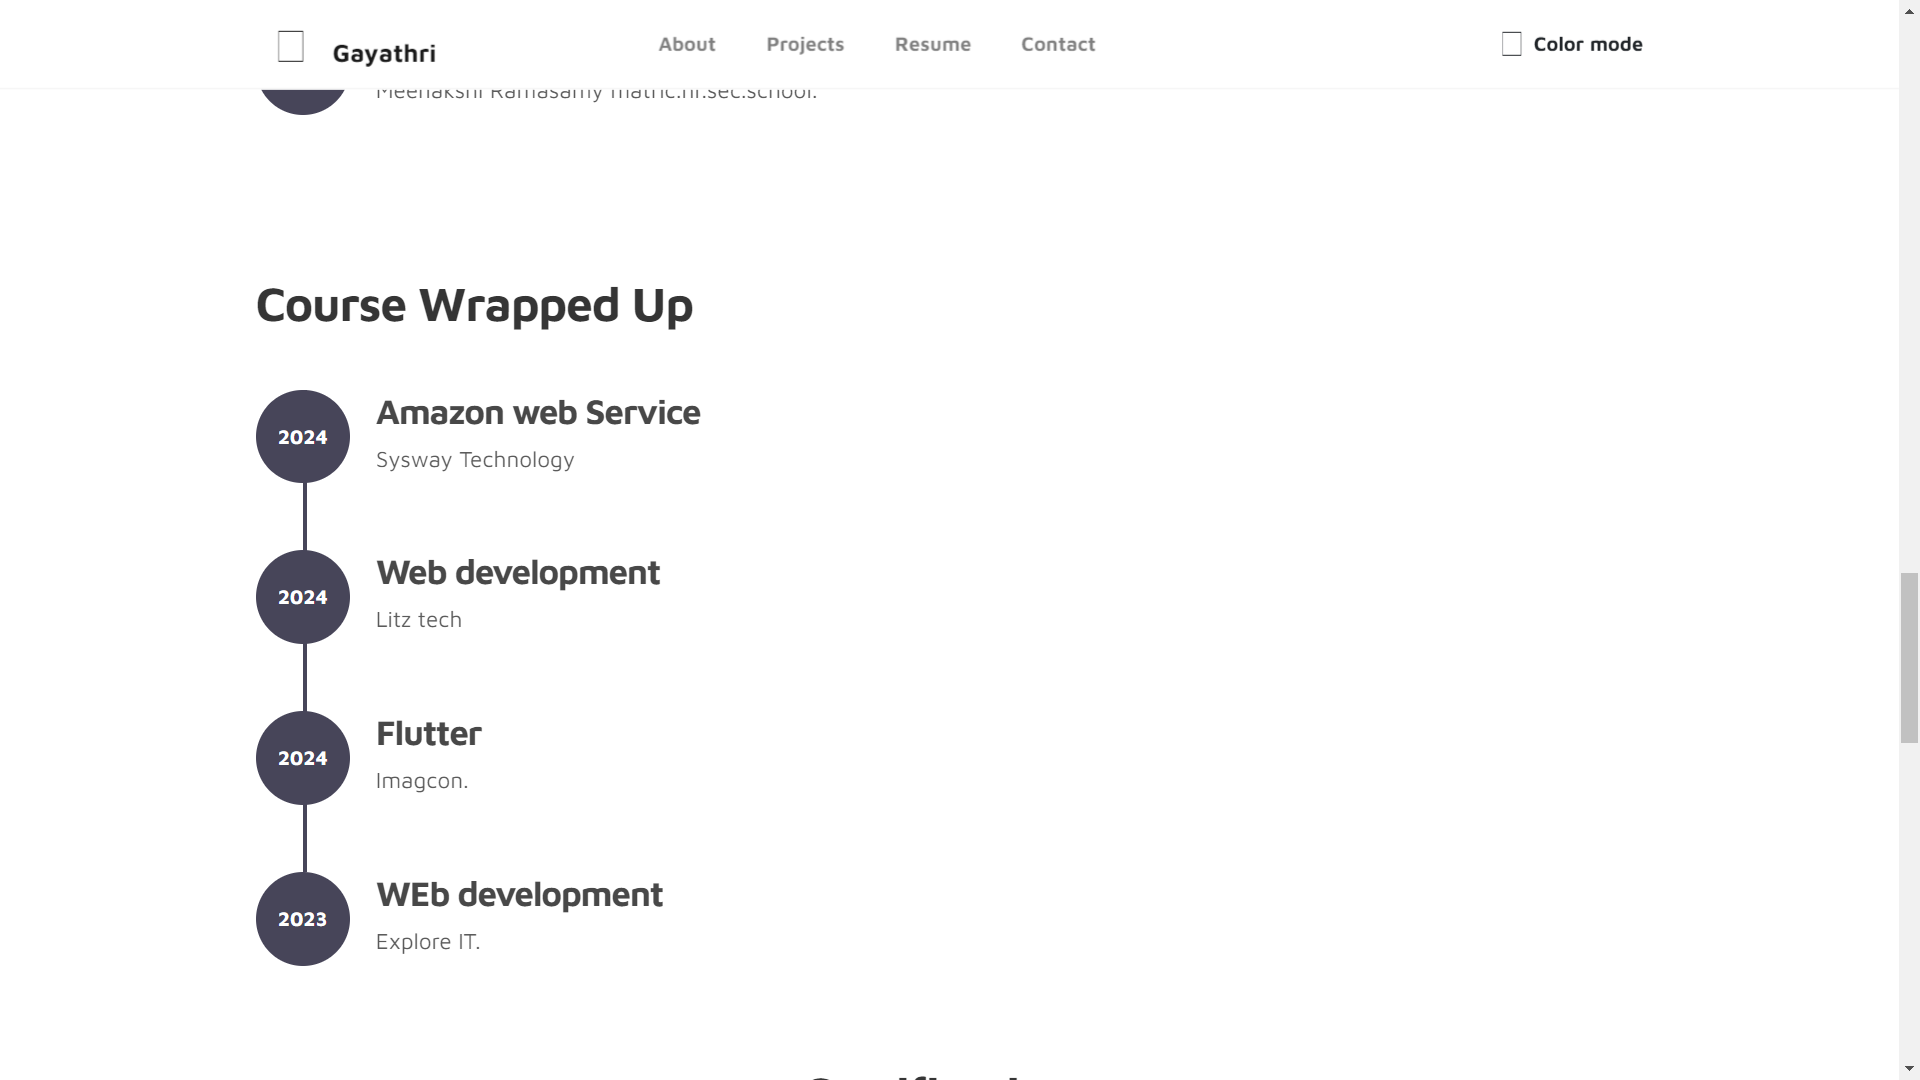 Gayathri
About
Projects
Resume
Contact
Color mode
Meenakshi Ramasamy matric.hr.sec.school.
Course Wrapped Up
2024
Amazon web Service
Sysway Technology
2024
Web development
Litz tech
2024
Flutter
Imagcon.
2023
WEb development
Explore IT.